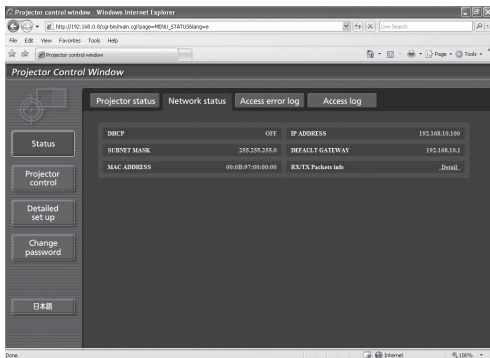 Projector control window - Windows Internet Explorer
http://192.168.0.8/cgi-bin/main.cgi?page=MENU_STATUS&lang=e
Live Search
File Edit View Favorites Tools Help
Projector control window
Page Tools
Projector Control Window
Projector status Network status Access error log Access log
DHCP OFF IP ADDRESS 192.168.10.100
SUBNET MASK 255.255.255.0 DEFAULT GATEWAY 192.168.10.1
MAC ADDRESS 00:0B:97:00:00:00 RX/TX Packets info Detail
Status
Projector
control
Detailed
set up
Change
password
日本語
Done Internet 100%